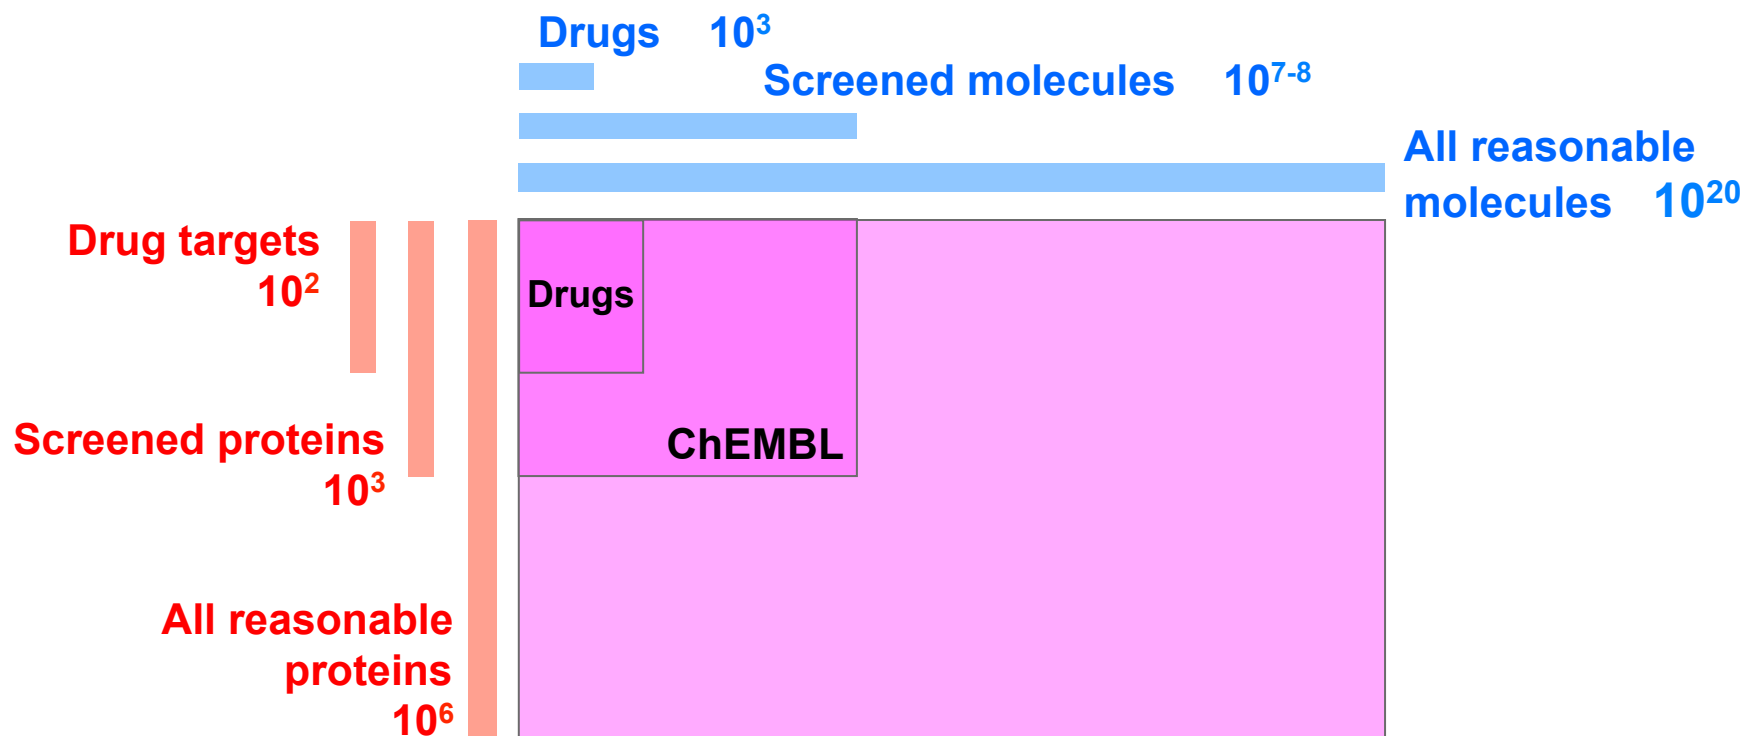 Drugs 10³
Screened molecules 10⁷⁻⁸
All reasonable
molecules 10²⁰
Drug targets
10²
Drugs
Screened proteins
10³
ChEMBL
All reasonable
proteins
10⁶